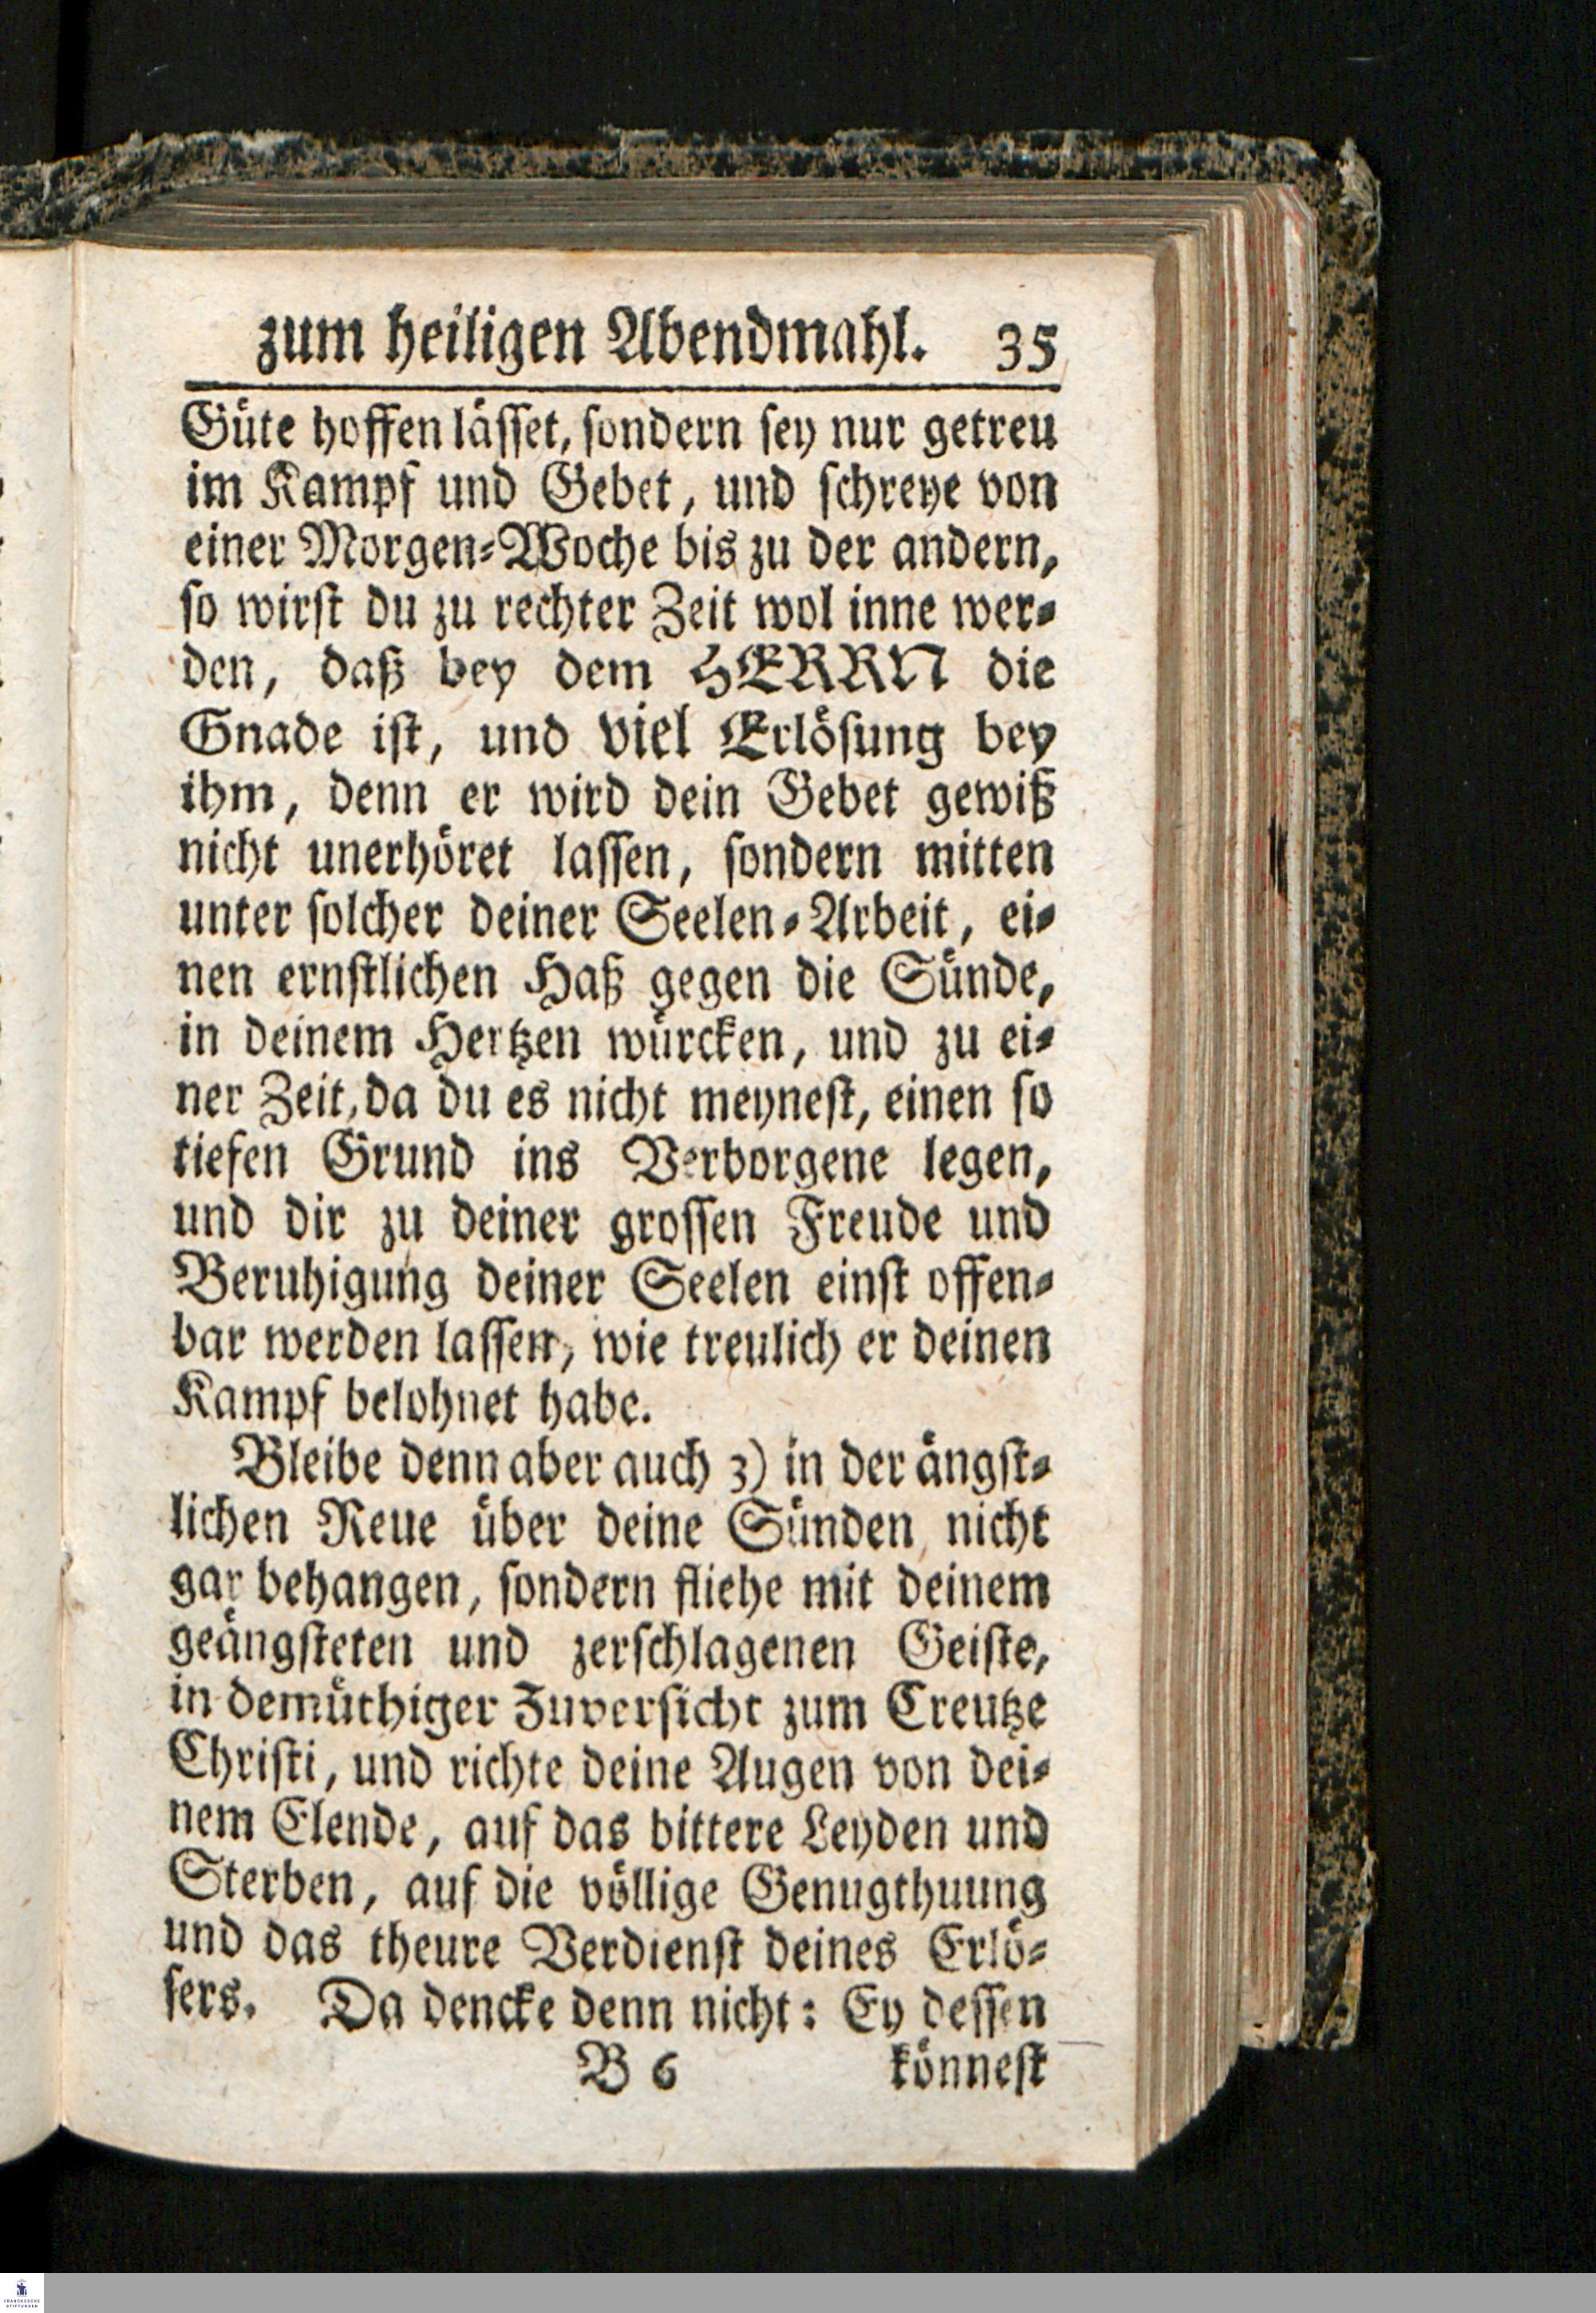 zum heiligen Abendmahl. 35
Güte hoffen lässet, sondern sey nur getreu
im Kampf und Gebet, und schreye von
einer Morgen-Woche bis zu der andern,
so wirst du zu rechter Zeit wol inne wer-
den, daß bey dem HERRN die
Gnade ist, und viel Erlösung bey
ihm, denn er wird dein Gebet gewiß
nicht unerhöret lassen, sondern mitten
unter solcher deiner Seelen-Arbeit, ei-
nen ernstlichen Haß gegen die Sünde,
in deinem Hertzen würcken, und zu ei-
ner Zeit, da du es nicht meynest, einen so
tiefen Grund ins Verborgene legen,
und dir zu deiner grossen Freude und
Beruhigung deiner Seelen einst offen-
bar werden lassen, wie treulich er deinen
Kampf belohnet habe.
Bleibe denn aber auch 3) in der ängst-
lichen Reue über deine Sünden nicht
gar behangen, sondern fliehe mit deinem
geängsteten und zerschlagenen Geiste,
in demüthiger Zuversicht zum Creutze
Christi, und richte deine Augen von dei-
nem Elende, auf das bittere Leyden und
Sterben, auf die völlige Genugthuung
und das theure Verdienst deines Erlö-
sers. Da dencke denn nicht: Ey dessen
B 6 könnest
FRANCKESCHE
STIFTUNGEN